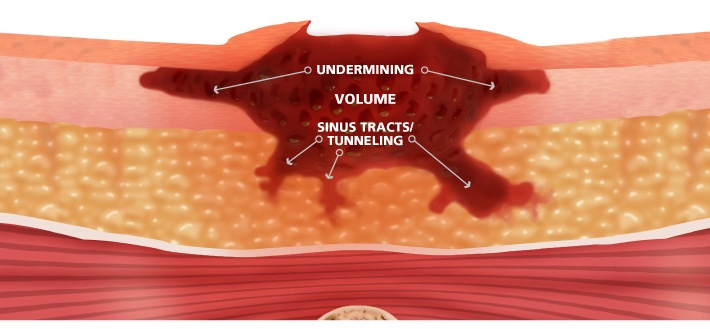 UNDERMINING
VOLUME
SINUS TRACTS/
TUNNELING